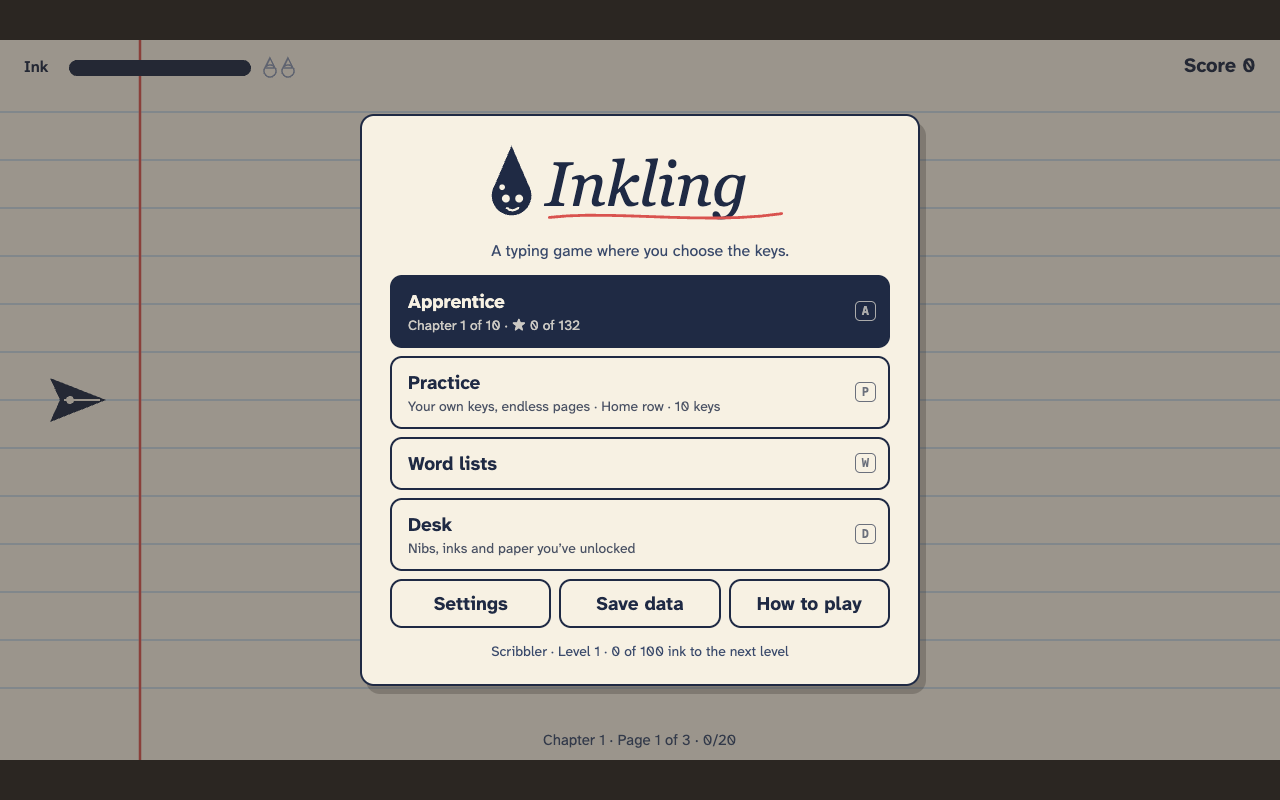 Ink
Score 0
Inkling
A typing game where you choose the keys.
Apprentice
Chapter 1 of 10 · ★ 0 of 132
A
Practice
Your own keys, endless pages · Home row · 10 keys
P
Word lists
W
Desk
Nibs, inks and paper you’ve unlocked
D
Settings
Save data
How to play
Scribbler · Level 1 · 0 of 100 ink to the next level
Chapter 1 · Page 1 of 3 · 0/20